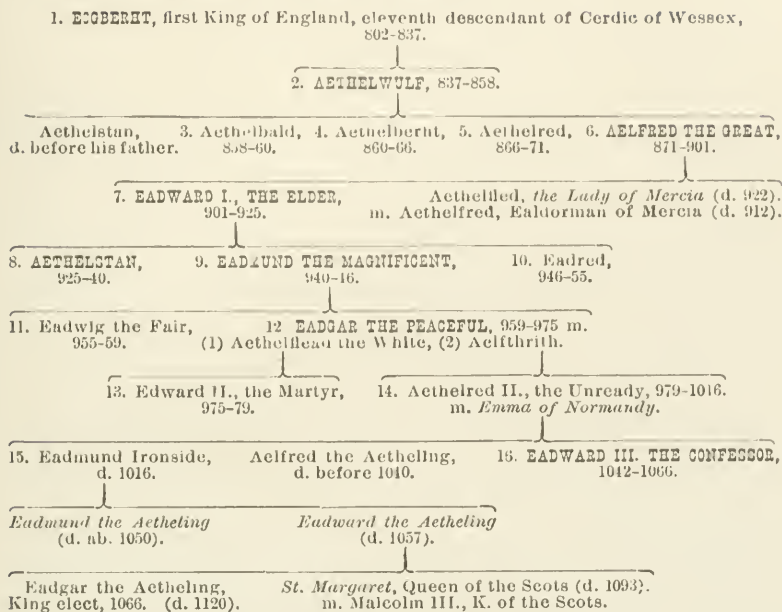 1. ECGBERHT, first King of England, eleventh descendant of Cerdic of Wessex,
802-837.
2. AETHELWULF, 837-858.
Aethelstan, 3. Aethelbald, 4. Aethelberht, 5. Aethelred, 6. AELFRED THE GREAT,
d. before his father. 858-60. 860-66. 866-71. 871-901.
7. EADWARD I., THE ELDER, Aethelfled, the Lady of Mercia (d. 922).
901-925. m. Aethelfred, Ealdorman of Mercia (d. 912).
8. AETHELSTAN, 9. EADMUND THE MAGNIFICENT, 10. Eadred,
925-40. 940-46. 946-55.
11. Eadwig the Fair, 12 EADGAR THE PEACEFUL, 959-975 m.
955-59. (1) Aethelflead the White, (2) Aelfthrith.
13. Edward II., the Martyr, 14. Aethelred II., the Unready, 979-1016.
975-79. m. Emma of Normandy.
15. Eadmund Ironside, Aelfred the Aetheling, 16. EADWARD III. THE CONFESSOR,
d. 1016. d. before 1040. 1042-1066.
Eadmund the Aetheling Eadward the Aetheling
(d. ab. 1050). (d. 1057).
Eadgar the Aetheling, St. Margaret, Queen of the Scots (d. 1093).
King elect, 1066. (d. 1120). m. Malcolm III., K. of the Scots.